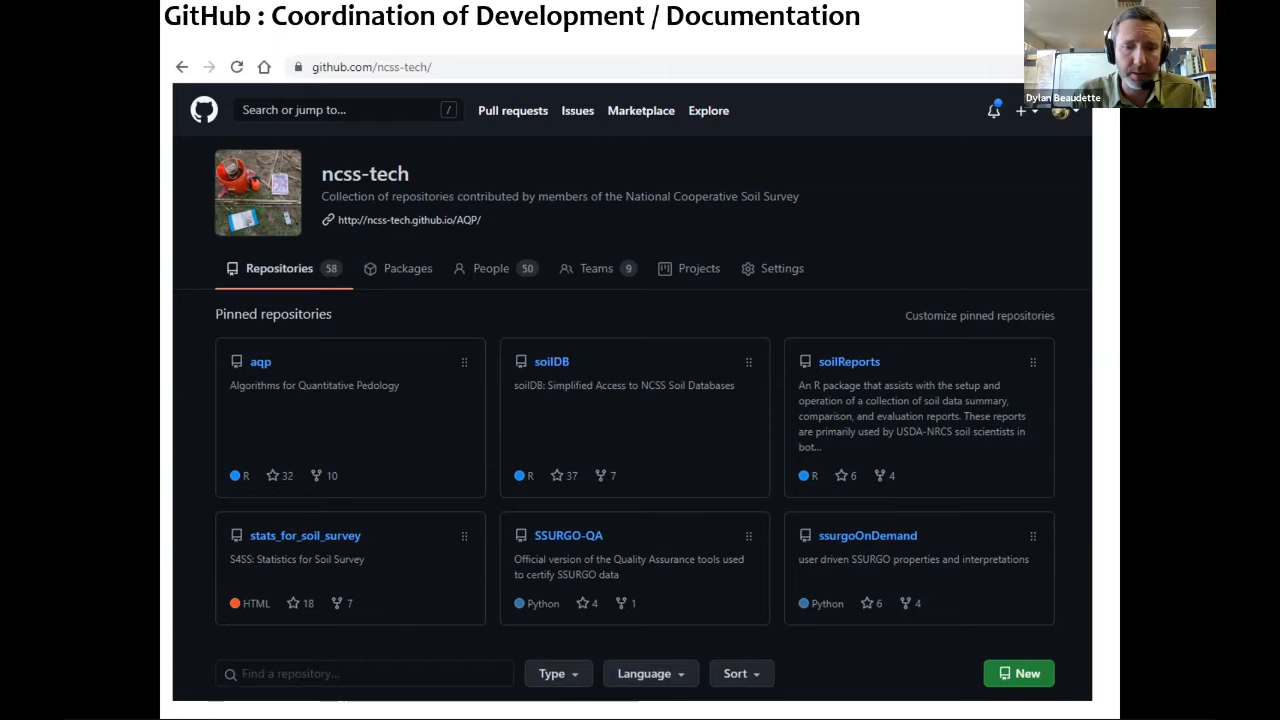 GitHub : Coordination of Development / Documentation
github.com/ncss-tech/
Dylan Beaudette
Search or jump to... /
Pull requests Issues Marketplace Explore
ncss-tech
Collection of repositories contributed by members of the National Cooperative Soil Survey
http://ncss-tech.github.io/AQP/
Repositories 58 Packages People 50 Teams 9 Projects Settings
Pinned repositories
Customize pinned repositories
aqp
Algorithms for Quantitative Pedology
R 32 10
soilDB
soilDB: Simplified Access to NCSS Soil Databases
R 37 7
soilReports
An R package that assists with the setup and
operation of a collection of soil data summary,
comparison, and evaluation reports. These reports
are primarily used by USDA-NRCS soil scientists in
bot...
R 6 4
stats_for_soil_survey
S4SS: Statistics for Soil Survey
HTML 18 7
SSURGO-QA
Official version of the Quality Assurance tools used
to certify SSURGO data
Python 4 1
ssurgoOnDemand
user driven SSURGO properties and interpretations
Python 6 4
Find a repository...
Type Language Sort
New